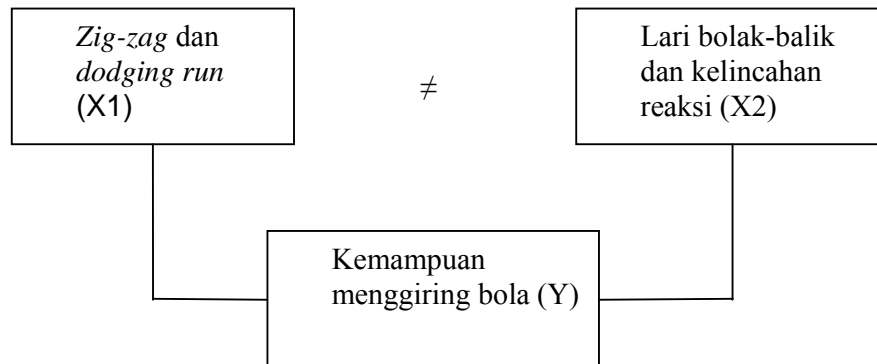 Zig-zag dan
dodging run
(X1)
≠
Lari bolak-balik
dan kelincahan
reaksi (X2)
Kemampuan
menggiring bola (Y)